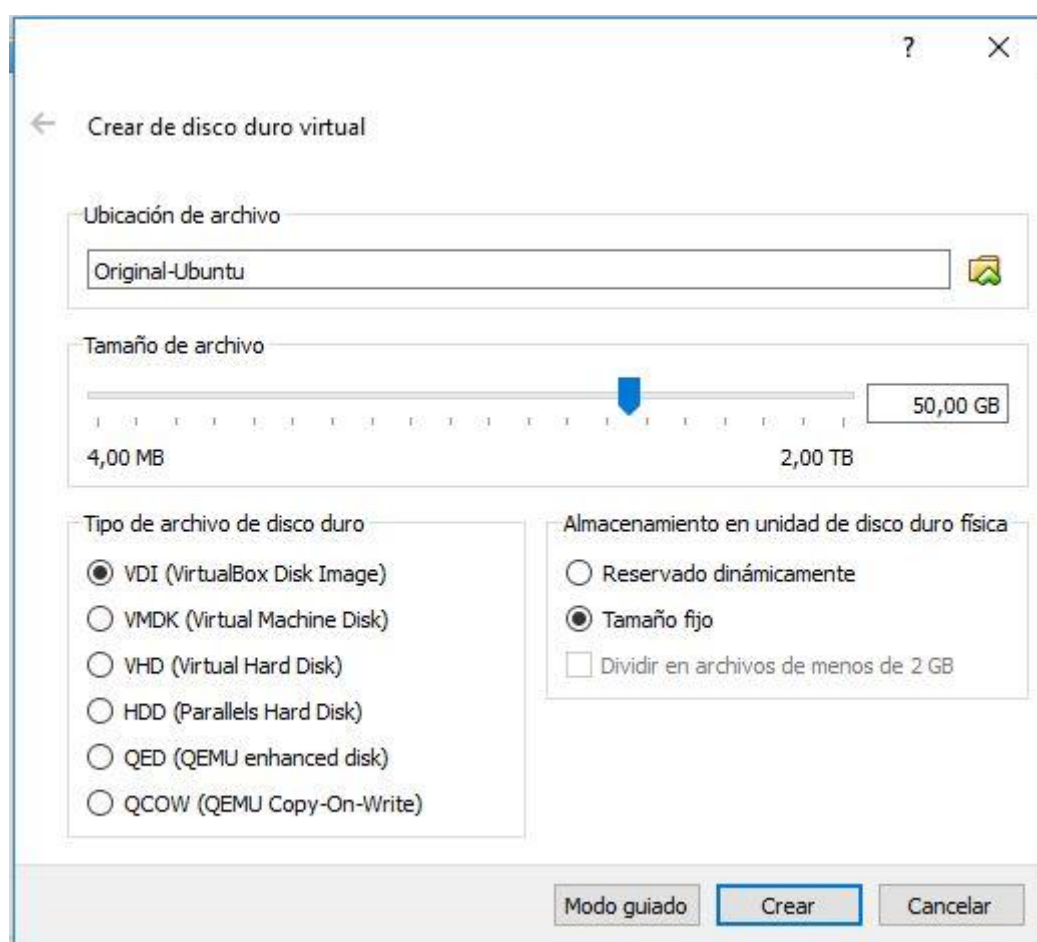 ?
Crear de disco duro virtual
Ubicación de archivo
Original-Ubuntu
Tamaño de archivo
50,00 GB
4,00 MB 2,00 TB
Tipo de archivo de disco duro
VDI (VirtualBox Disk Image)
VMDK (Virtual Machine Disk)
VHD (Virtual Hard Disk)
HDD (Parallels Hard Disk)
QED (QEMU enhanced disk)
QCOW (QEMU Copy-On-Write)
Almacenamiento en unidad de disco duro física
Reservado dinámicamente
Tamaño fijo
Dividir en archivos de menos de 2 GB
Modo guiado Crear Cancelar